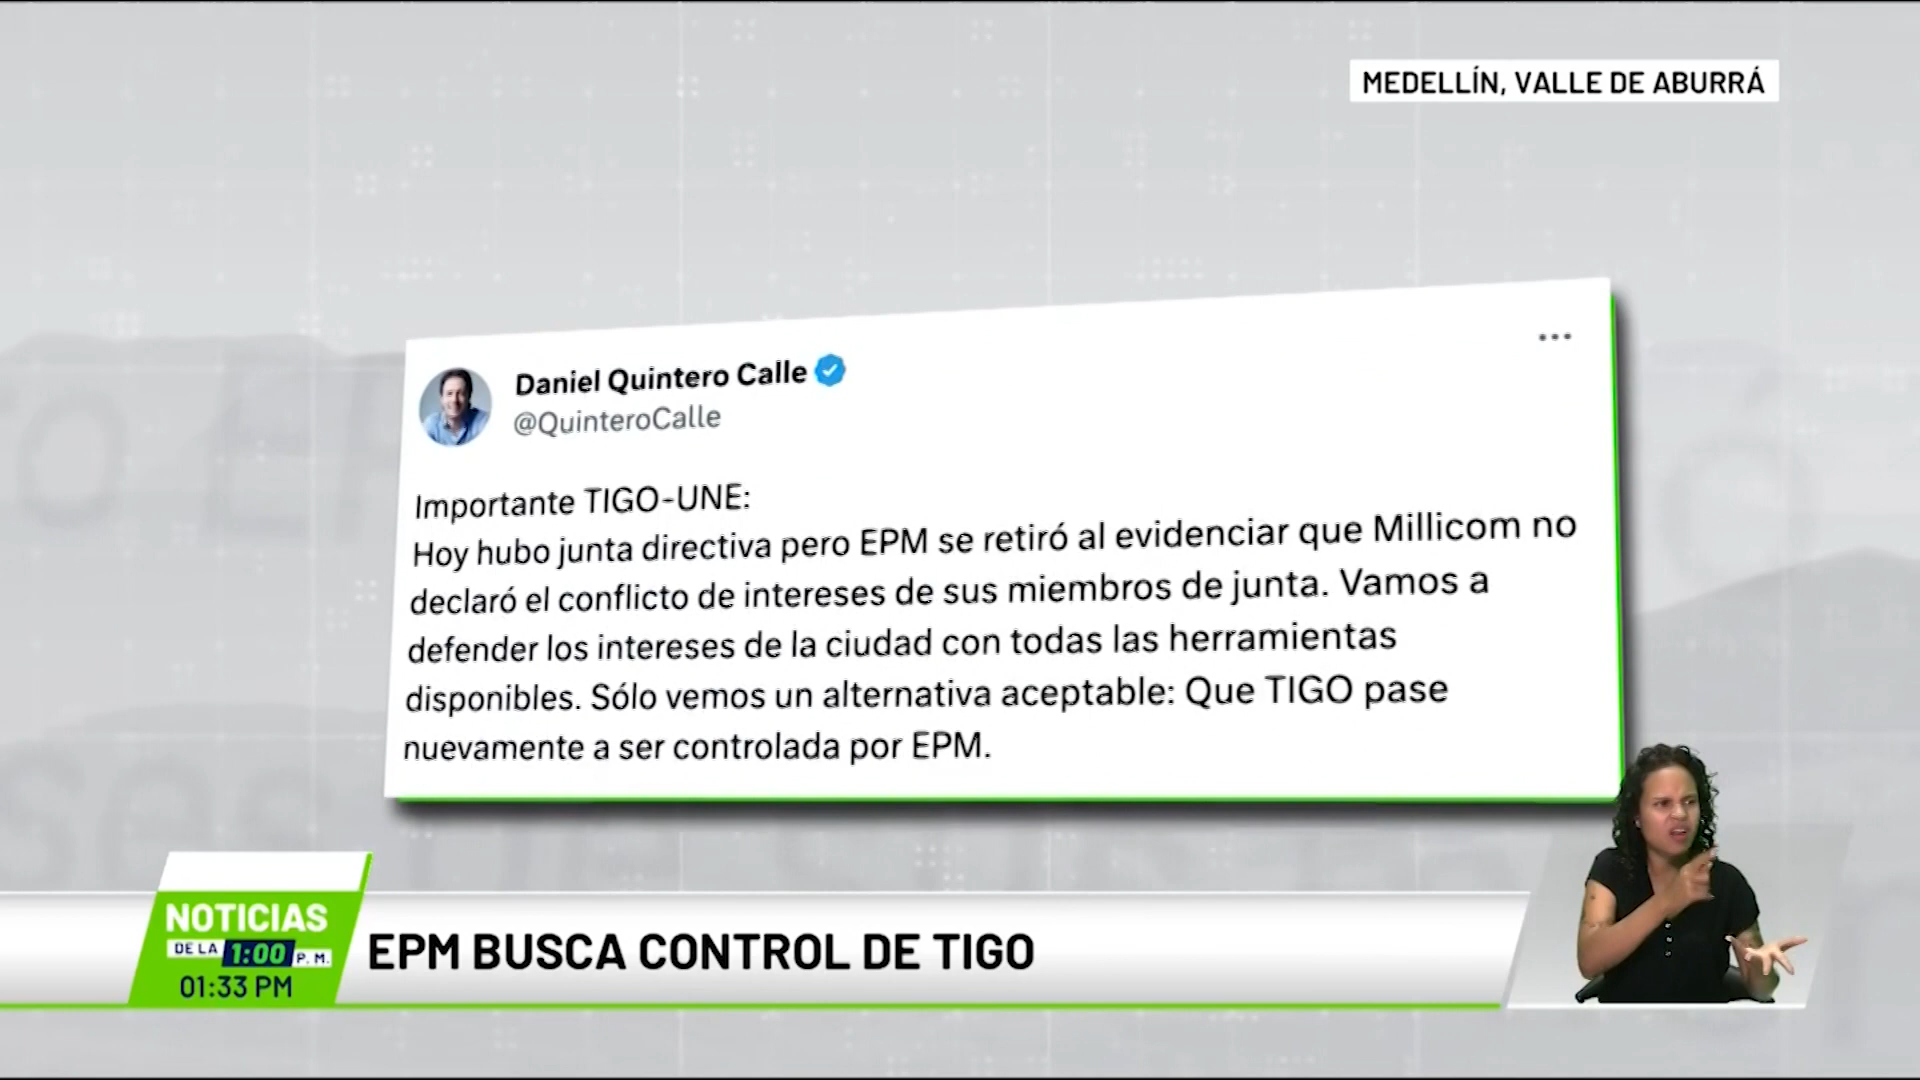 MEDELLÍN, VALLE DE ABURRÁ
Daniel Quintero Calle
@QuinteroCalle
Importante TIGO-UNE:
Hoy hubo junta directiva pero EPM se retiró al evidenciar que Millicom no
declaró el conflicto de intereses de sus miembros de junta. Vamos a
defender los intereses de la ciudad con todas las herramientas
disponibles. Sólo vemos un alternativa aceptable: Que TIGO pase
nuevamente a ser controlada por EPM.
NOTICIAS
DE LA 1:00 P. M.
01:33 PM
EPM BUSCA CONTROL DE TIGO